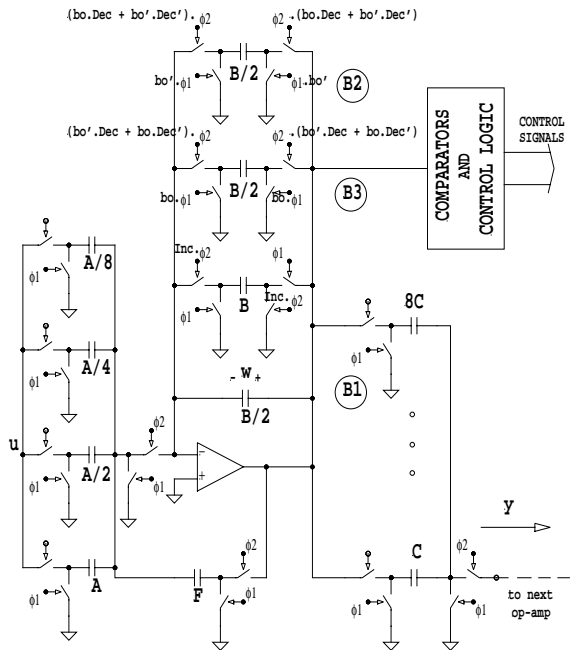 (bo.Dec + bo'.Dec').ϕ2
ϕ2.(bo.Dec + bo'.Dec')
bo'.ϕ1
B/2
ϕ1.bo'
B2
(bo'.Dec + bo.Dec').ϕ2
ϕ2.(bo'.Dec + bo.Dec')
bo.ϕ1
B/2
bo.ϕ1
B3
COMPARATORS
AND
CONTROL LOGIC
CONTROL
SIGNALS
Inc.ϕ2
ϕ1
ϕ1
B
Inc.ϕ2
ϕ1
A/8
8C
ϕ1
A/4
ϕ1
- w +
B/2
B1
u
ϕ2
ϕ1
A/2
ϕ1
-
+
y
ϕ1
A
F
ϕ2
ϕ1
C
ϕ1
ϕ2
ϕ1
to next
op-amp